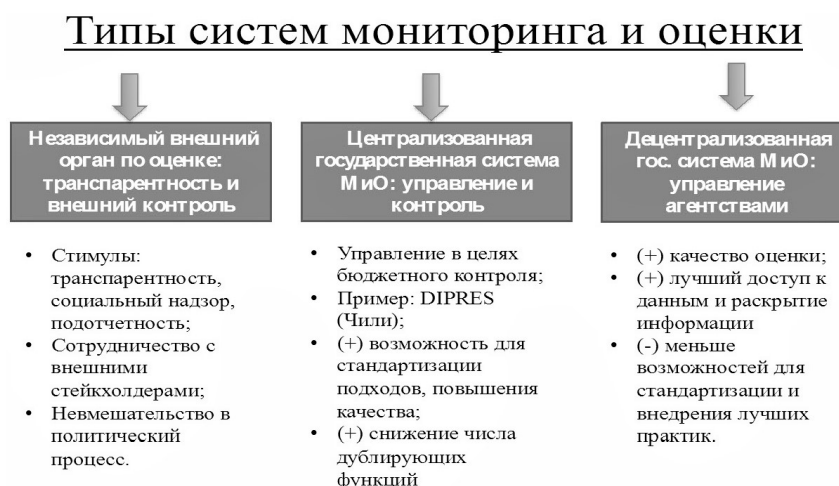 Типы систем мониторинга и оценки
Независимый внешний
орган по оценке:
транспарентность и
внешний контроль
• Стимулы:
транспарентность,
социальный надзор,
подотчетность;
• Сотрудничество с
внешними
стейкхолдерами;
• Невмешательство в
политический
процесс.
Централизованная
государственная система
МиО: управление и
контроль
• Управление в целях
бюджетного контроля;
• Пример: DIPRES
(Чили);
• (+) возможность для
стандартизации
подходов, повышения
качества;
• (+) снижение числа
дублирующих
функций
Децентрализованная
гос. система МиО:
управление
агентствами
• (+) качество оценки;
• (+) лучший доступ к
данным и раскрытие
информации
• (-) меньше
возможностей для
стандартизации и
внедрения лучших
практик.